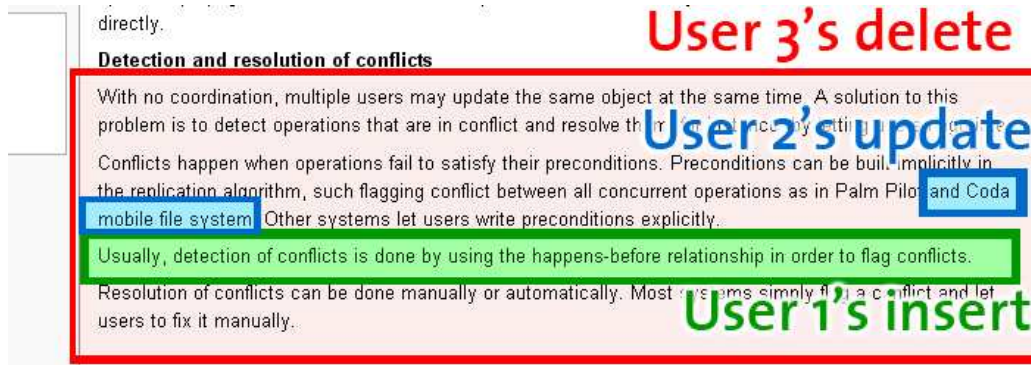 directly.
User 3's delete
Detection and resolution of conflicts
With no coordination, multiple users may update the same object at the same time. A solution to this
problem is to detect operations that are in conflict and resolve
User 2's update
Conflicts happen when operations fail to satisfy their preconditions. Preconditions can be built implicitly in
the replication algorithm, such flagging conflict between all concurrent operations as in Palm Pilot and Coda
mobile file system. Other systems let users write preconditions explicitly.
Usually, detection of conflicts is done by using the happens-before relationship in order to flag conflicts.
Resolution of conflicts can be done manually or automatically. Most systems simply flag a conflict and let
users to fix it manually.
User 1's insert